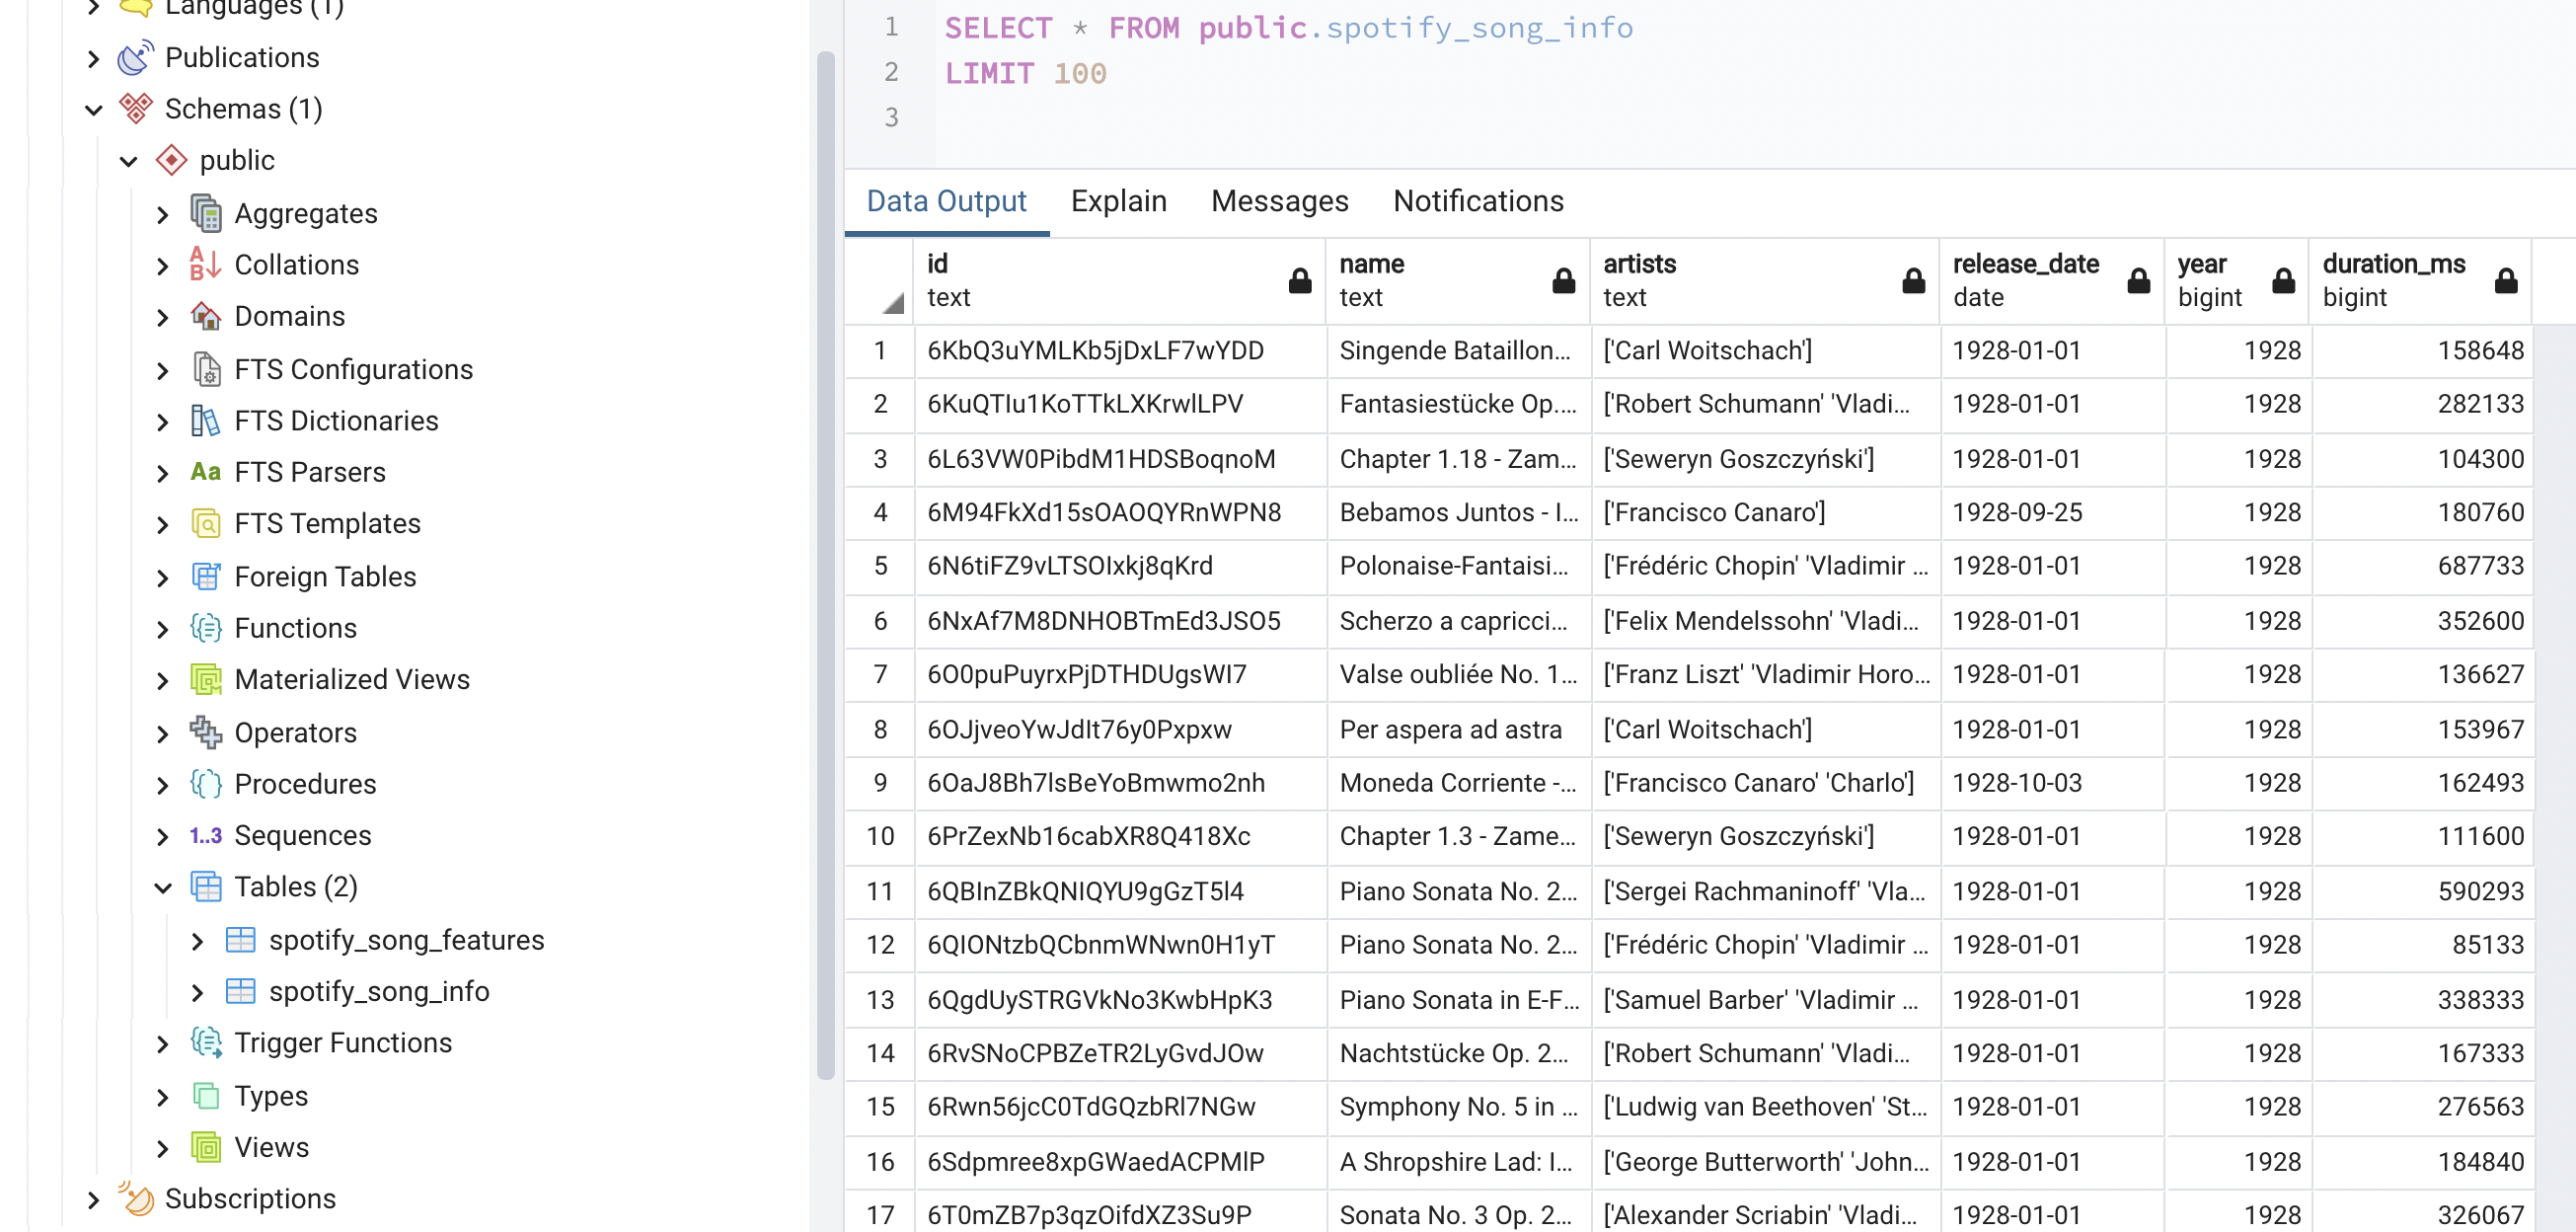 Languages (1)
Publications
Schemas (1)
public
Aggregates
Collations
Domains
FTS Configurations
FTS Dictionaries
Aa FTS Parsers
FTS Templates
Foreign Tables
Functions
Materialized Views
Operators
Procedures
1..3 Sequences
Tables (2)
spotify_song_features
spotify_song_info
Trigger Functions
Types
Views
Subscriptions
1 SELECT * FROM public.spotify_song_info
2 LIMIT 100
3
Data Output Explain Messages Notifications
id name artists release_date year duration_ms
text text text date bigint bigint
1 6KbQ3uYMLKb5jDxLF7wYDD Singende Bataillon... ['Carl Woitschach'] 1928-01-01 1928 158648
2 6KuQTIu1KoTTkLXKrwlLPV Fantasiestücke Op.... ['Robert Schumann' 'Vladi... 1928-01-01 1928 282133
3 6L63VW0PibdM1HDSBoqnoM Chapter 1.18 - Zam... ['Seweryn Goszczyński'] 1928-01-01 1928 104300
4 6M94FkXd15sOAOQYRnWPN8 Bebamos Juntos - I... ['Francisco Canaro'] 1928-09-25 1928 180760
5 6N6tiFZ9vLTSOIxkj8qKrd Polonaise-Fantaisi... ['Frédéric Chopin' 'Vladimir ... 1928-01-01 1928 687733
6 6NxAf7M8DNHOBTmEd3JSO5 Scherzo a capricci... ['Felix Mendelssohn' 'Vladi... 1928-01-01 1928 352600
7 6O0puPuyrxPjDTHDUgsWI7 Valse oubliée No. 1... ['Franz Liszt' 'Vladimir Horo... 1928-01-01 1928 136627
8 6OJjveoYwJdIt76y0Pxpxw Per aspera ad astra ['Carl Woitschach'] 1928-01-01 1928 153967
9 6OaJ8Bh7lsBeYoBmwmo2nh Moneda Corriente -... ['Francisco Canaro' 'Charlo'] 1928-10-03 1928 162493
10 6PrZexNb16cabXR8Q418Xc Chapter 1.3 - Zame... ['Seweryn Goszczyński'] 1928-01-01 1928 111600
11 6QBInZBkQNIQYU9gGzT5l4 Piano Sonata No. 2... ['Sergei Rachmaninoff' 'Vla... 1928-01-01 1928 590293
12 6QIONtzbQCbnmWNwn0H1yT Piano Sonata No. 2... ['Frédéric Chopin' 'Vladimir ... 1928-01-01 1928 85133
13 6QgdUySTRGVkNo3KwbHpK3 Piano Sonata in E-F... ['Samuel Barber' 'Vladimir ... 1928-01-01 1928 338333
14 6RvSNoCPBZeTR2LyGvdJOw Nachtstücke Op. 2... ['Robert Schumann' 'Vladi... 1928-01-01 1928 167333
15 6Rwn56jcC0TdGQzbRl7NGw Symphony No. 5 in ... ['Ludwig van Beethoven' 'St... 1928-01-01 1928 276563
16 6Sdpmree8xpGWaedACPMlP A Shropshire Lad: I... ['George Butterworth' 'John... 1928-01-01 1928 184840
17 6T0mZB7p3qzOifdXZ3Su9P Sonata No. 3 Op. 2... ['Alexander Scriabin' 'Vladi... 1928-01-01 1928 326067